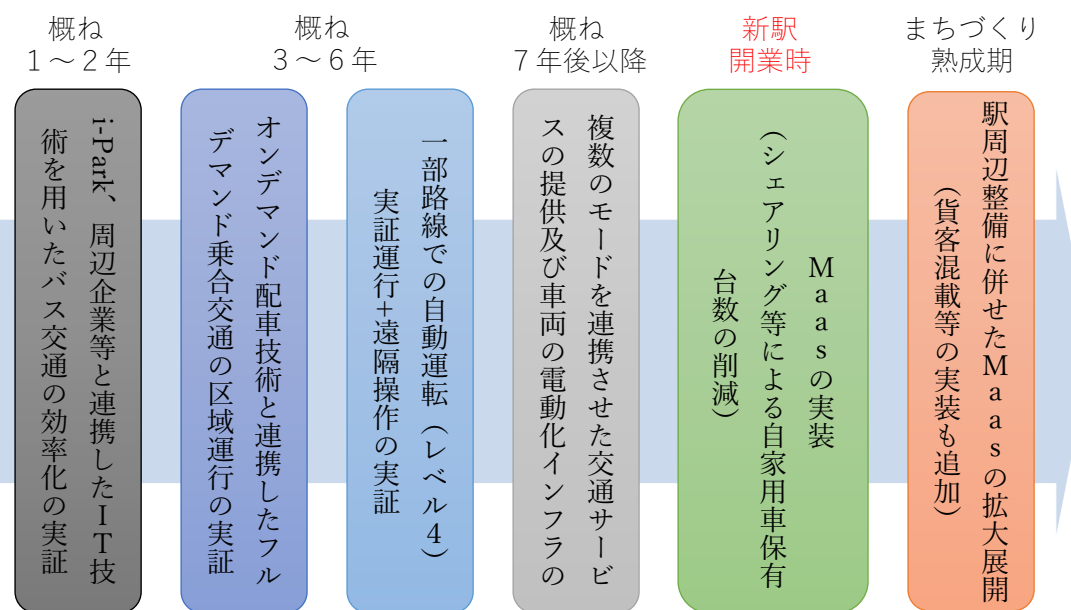 概ね
１～２年
概ね
３～６年
概ね
７年後以降
新駅
開業時
まちづくり
熟成期
i-Park、周辺企業等と連携したＩＴ技
術を用いたバス交通の効率化の実証
オンデマンド配車技術と連携したフル
デマンド乗合交通の区域運行の実証
一部路線での自動運転（レベル４）
実証運行+遠隔操作の実証
複数のモードを連携させた交通サービ
スの提供及び車両の電動化インフラの
Ｍａａｓの実装
（シェアリング等による自家用車保有
台数の削減）
駅周辺整備に併せたＭａａｓの拡大展開
（貨客混載等の実装も追加）